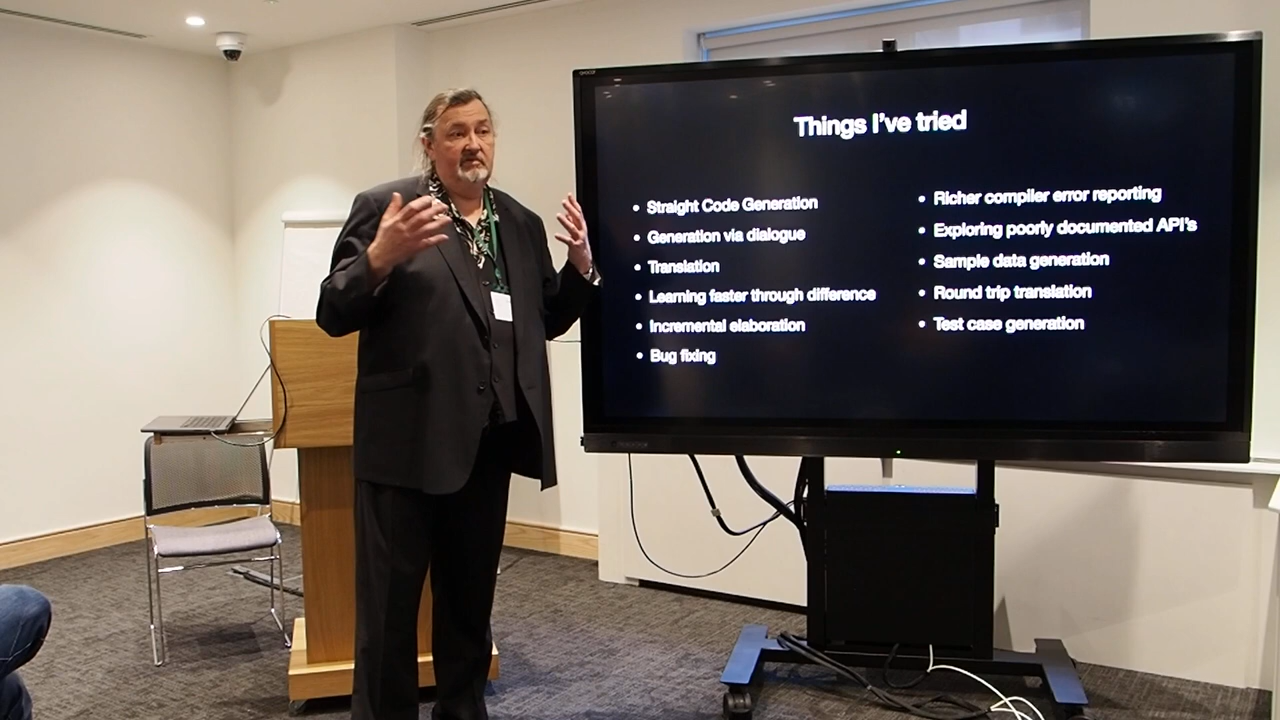 Things I've tried
• Straight Code Generation
• Generation via dialogue
• Translation
• Learning faster through difference
• Incremental elaboration
• Bug fixing
• Richer compiler error reporting
• Exploring poorly documented API's
• Sample data generation
• Round trip translation
• Test case generation